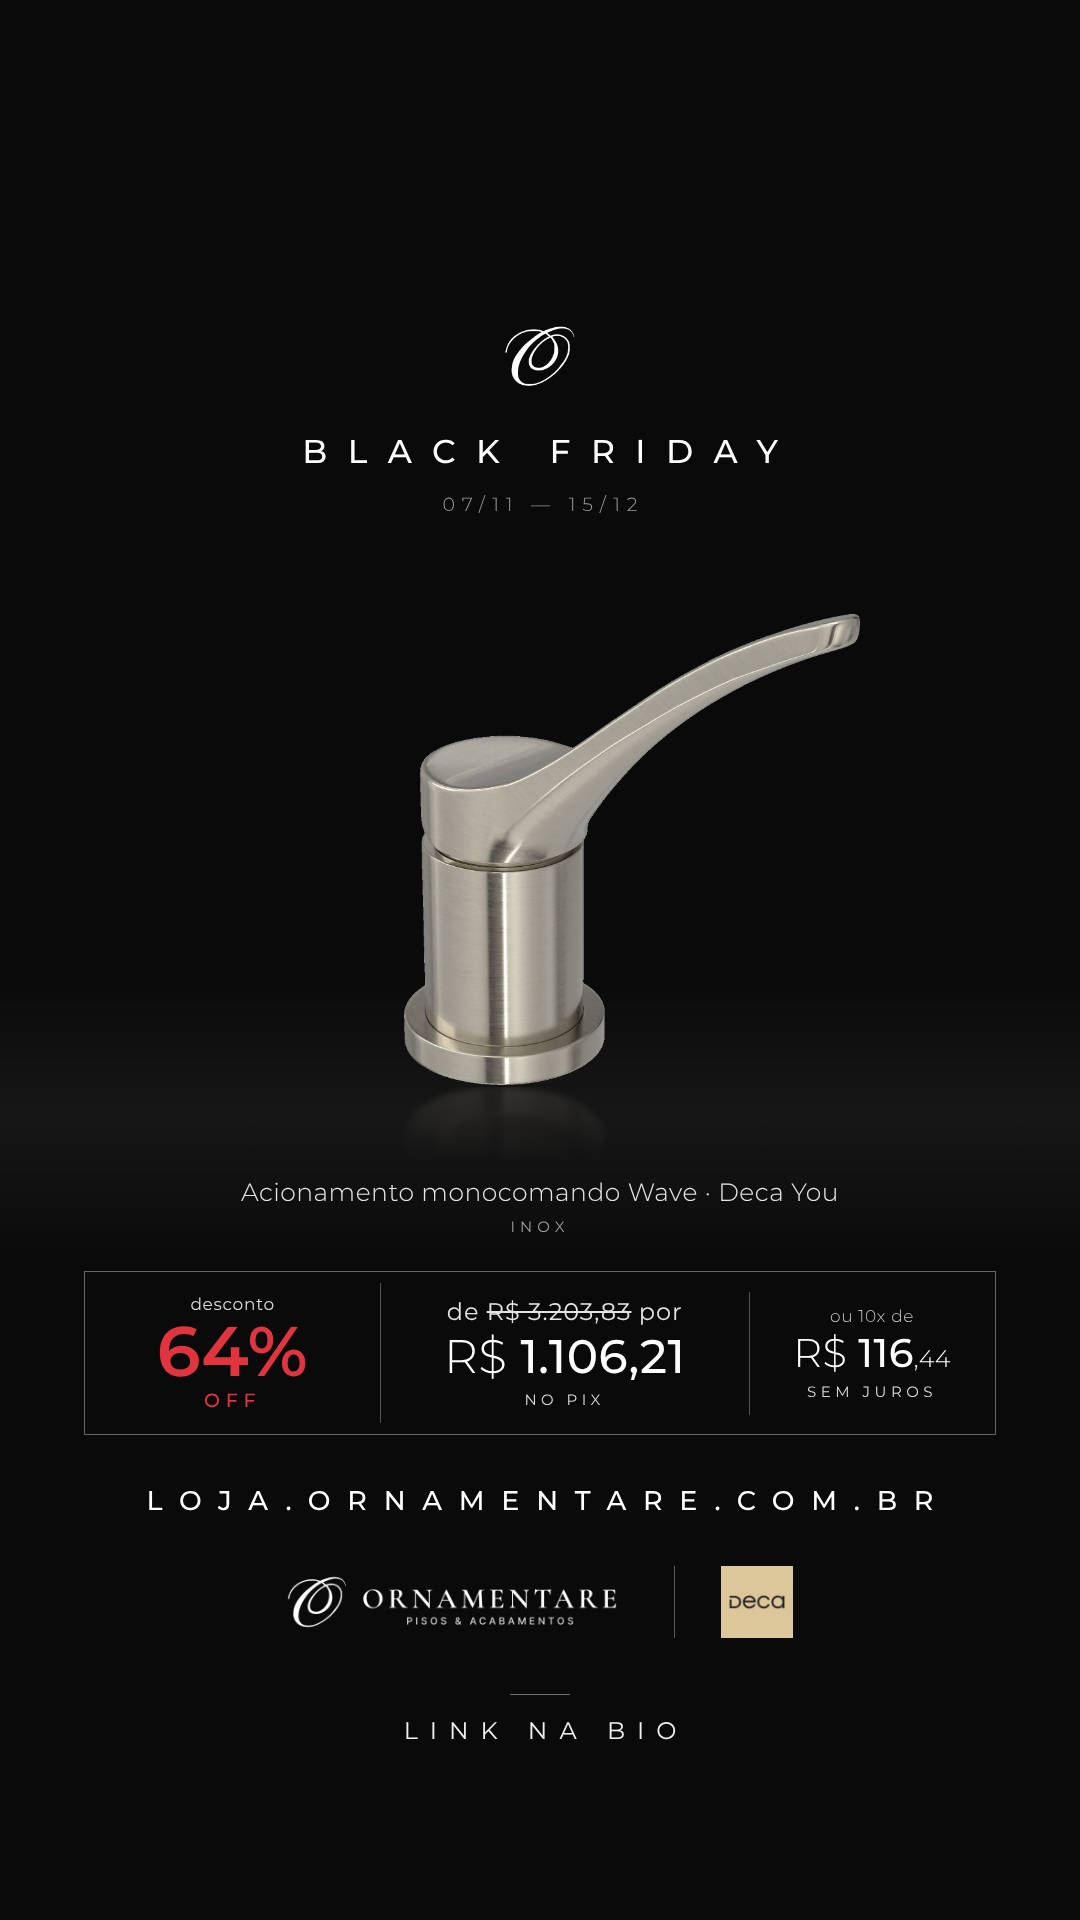 O
BLACK FRIDAY
07/11 — 15/12
Acionamento monocomando Wave · Deca You
INOX
desconto
64%
OFF
de R$ 3.203,83 por
R$ 1.106,21
NO PIX
ou 10x de
R$ 116,44
SEM JUROS
LOJA.ORNAMENTARE.COM.BR
O ORNAMENTARE
PISOS & ACABAMENTOS
Deca
LINK NA BIO